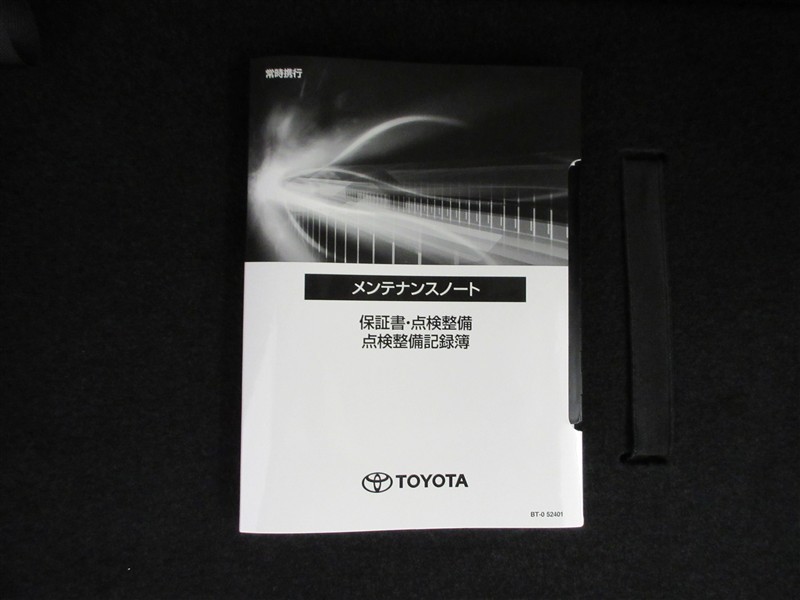 常時携行
メンテナンスノート
保証書・点検整備
点検整備記録簿
TOYOTA
BT-0 52401